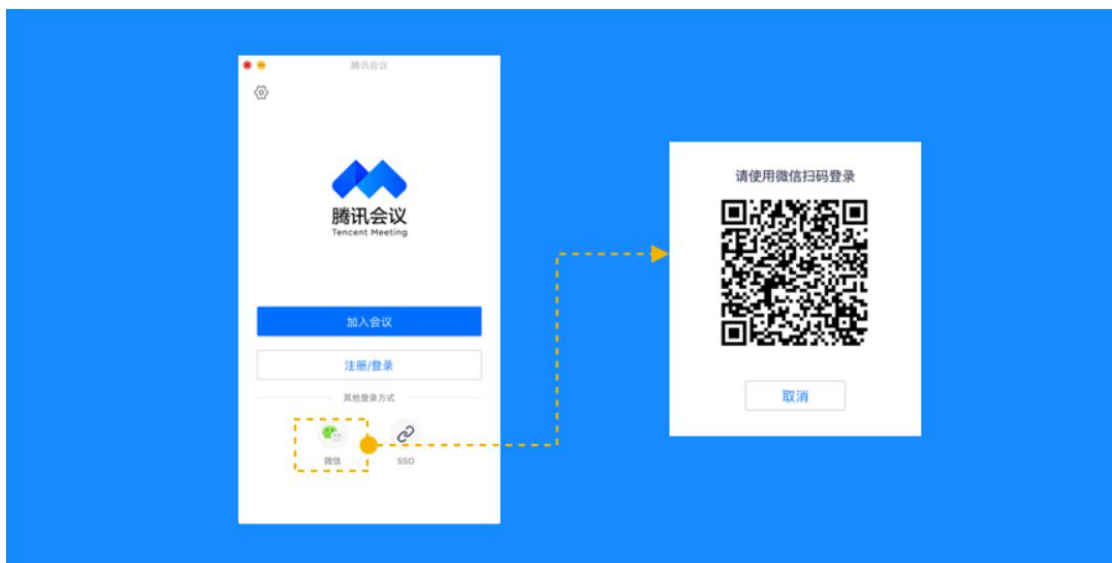 腾讯会议
腾讯会议
Tencent Meeting
加入会议
注册/登录
其他登录方式
微信
SSO
请使用微信扫码登录
取消